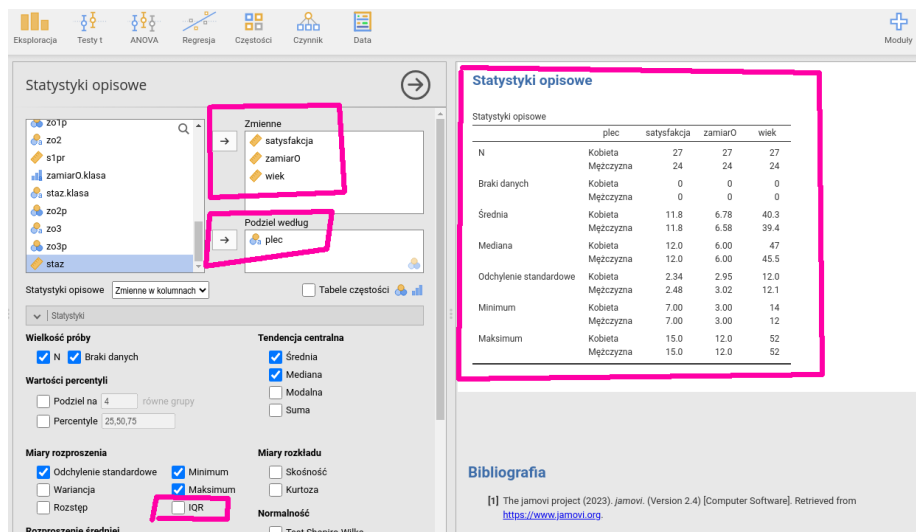 Eksploracja Testy t ANOVA Regresja Częstości Czynnik Data Moduły
Statystyki opisowe
zo1p
zo2
s1pr
zamiarO.klasa
staz.klasa
zo2p
zo3
zo3p
staz
Zmienne
satysfakcja
zamiarO
wiek
Podziel według
plec
Statystyki opisowe Zmienne w kolumnach Tabele częstości
Statystyki
Wielkość próby
N Braki danych
Wartości percentyli
Podziel na 4 równe grupy
Percentyle 25,50,75
Tendencja centralna
Średnia
Mediana
Modalna
Suma
Miary rozproszenia
Odchylenie standardowe Minimum
Wariancja Maksimum
Rozstęp IQR
Miary rozkładu
Skośność
Kurtoza
Normalność
Rozproszenie średniej
Test Shapiro-Wilka
Statystyki opisowe
Statystyki opisowe
plec satysfakcja zamiarO wiek
N Kobieta 27 27 27
Mężczyzna 24 24 24
Braki danych Kobieta 0 0 0
Mężczyzna 0 0 0
Średnia Kobieta 11.8 6.78 40.3
Mężczyzna 11.8 6.58 39.4
Mediana Kobieta 12.0 6.00 47
Mężczyzna 12.0 6.00 45.5
Odchylenie standardowe Kobieta 2.34 2.95 12.0
Mężczyzna 2.48 3.02 12.1
Minimum Kobieta 7.00 3.00 14
Mężczyzna 7.00 3.00 12
Maksimum Kobieta 15.0 12.0 52
Mężczyzna 15.0 12.0 52
Bibliografia
[1] The jamovi project (2023). jamovi. (Version 2.4) [Computer Software]. Retrieved from
https://www.jamovi.org.